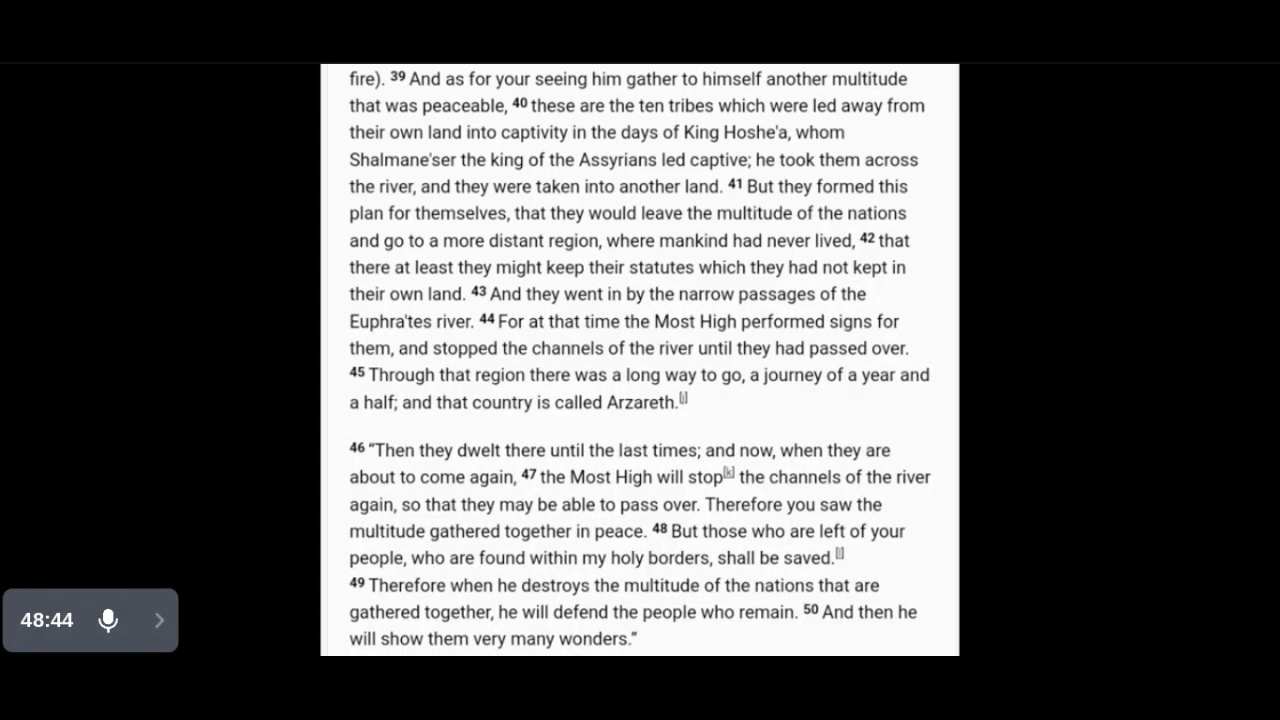 fire). 39 And as for your seeing him gather to himself another multitude
that was peaceable, 40 these are the ten tribes which were led away from
their own land into captivity in the days of King Hoshe'a, whom
Shalmane'ser the king of the Assyrians led captive; he took them across
the river, and they were taken into another land. 41 But they formed this
plan for themselves, that they would leave the multitude of the nations
and go to a more distant region, where mankind had never lived, 42 that
there at least they might keep their statutes which they had not kept in
their own land. 43 And they went in by the narrow passages of the
Euphra'tes river. 44 For at that time the Most High performed signs for
them, and stopped the channels of the river until they had passed over.
45 Through that region there was a long way to go, a journey of a year and
a half; and that country is called Arzareth.[j]
46 “Then they dwelt there until the last times; and now, when they are
about to come again, 47 the Most High will stop[k] the channels of the river
again, so that they may be able to pass over. Therefore you saw the
multitude gathered together in peace. 48 But those who are left of your
people, who are found within my holy borders, shall be saved.[l]
49 Therefore when he destroys the multitude of the nations that are
gathered together, he will defend the people who remain. 50 And then he
will show them very many wonders.”
48:44